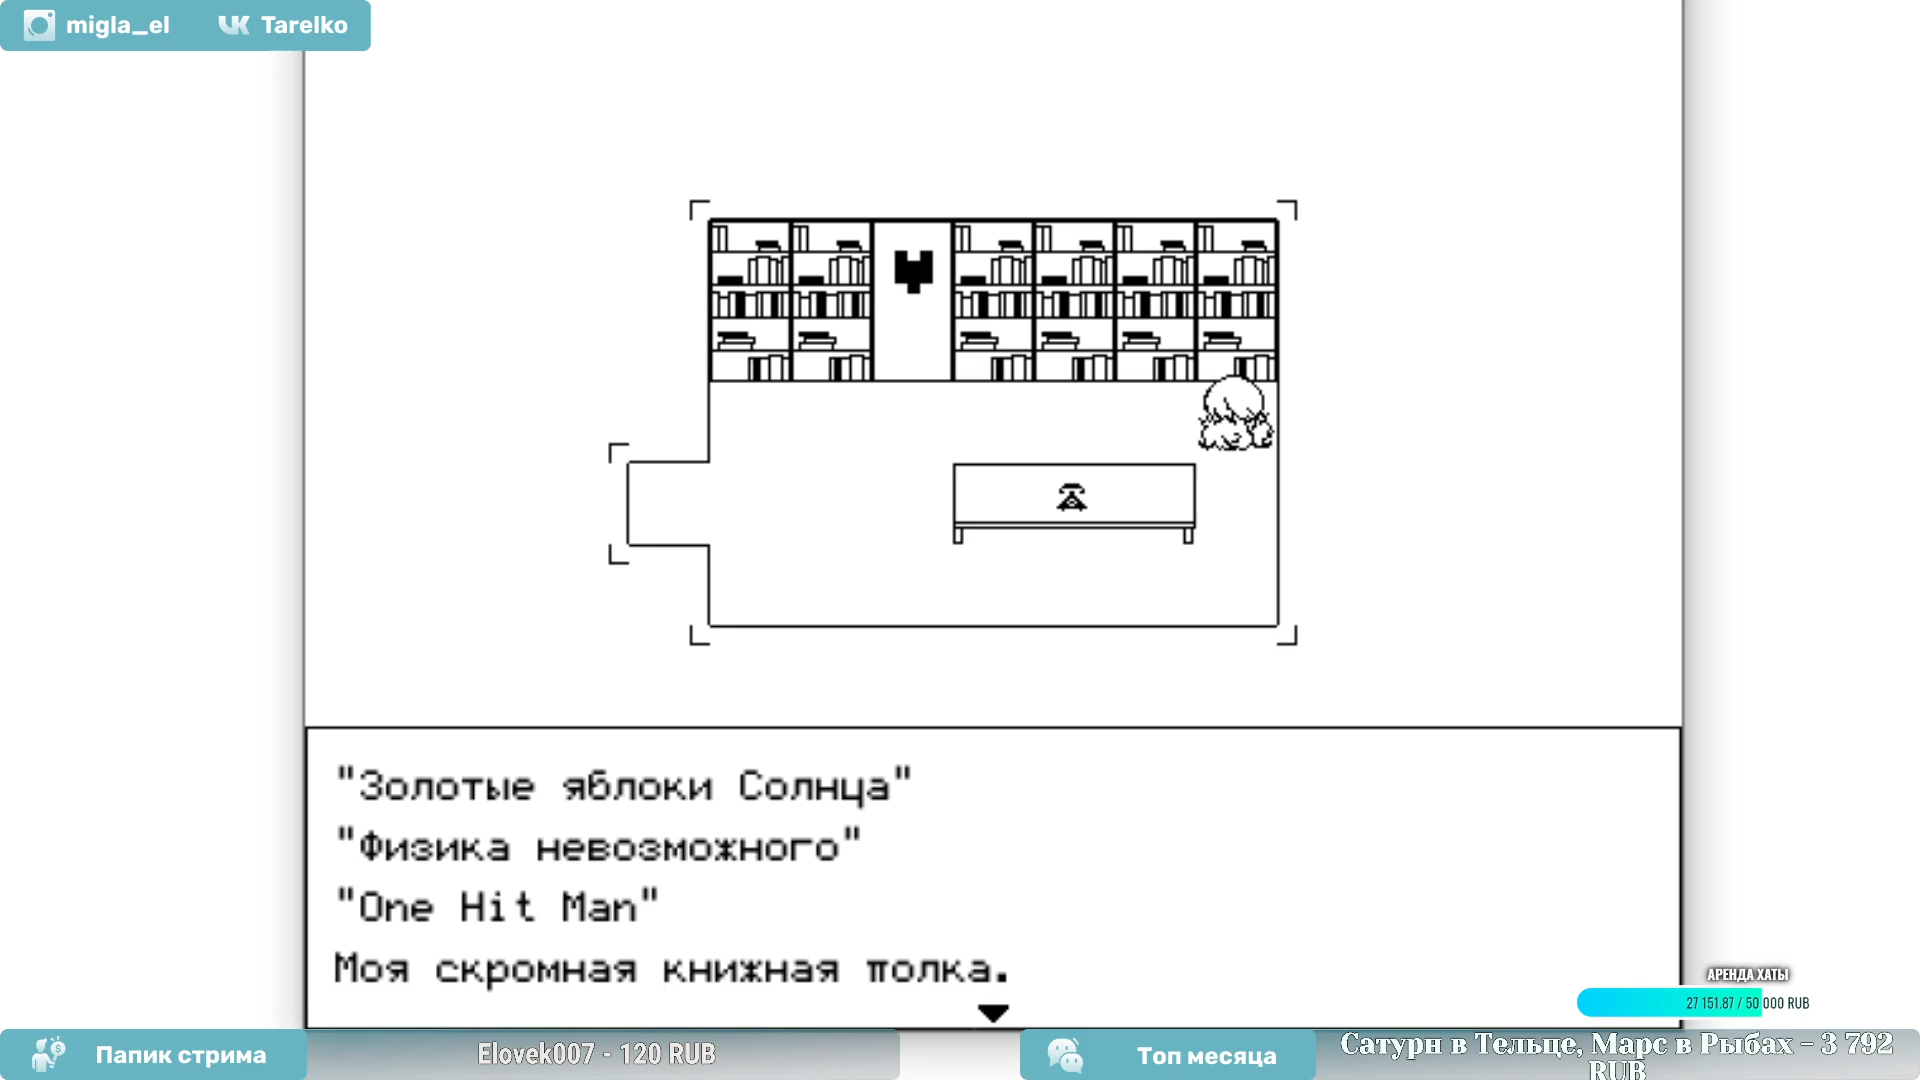 migla_el
VK Tarelko
"Золотые яблоки Солнца"
"Физика невозможного"
"One Hit Man"
Моя скромная книжная полка.
АРЕНДА ХАТЫ
27 151.87 / 50 000 RUB
Папик стрима
Elovek007 - 120 RUB
Топ месяца
Сатурн в Тельце, Марс в Рыбах - 3 792
RUB